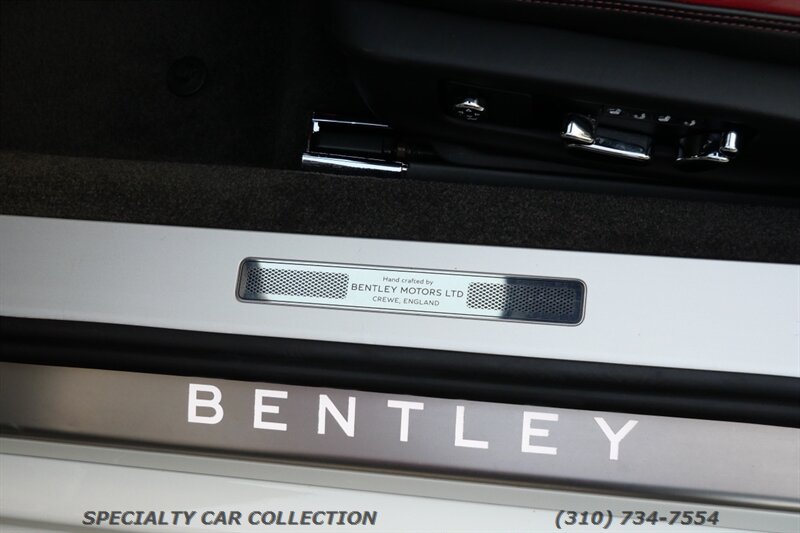 Hand crafted by
BENTLEY MOTORS LTD
CREWE, ENGLAND
BENTLEY
SPECIALTY CAR COLLECTION (310) 734-7554